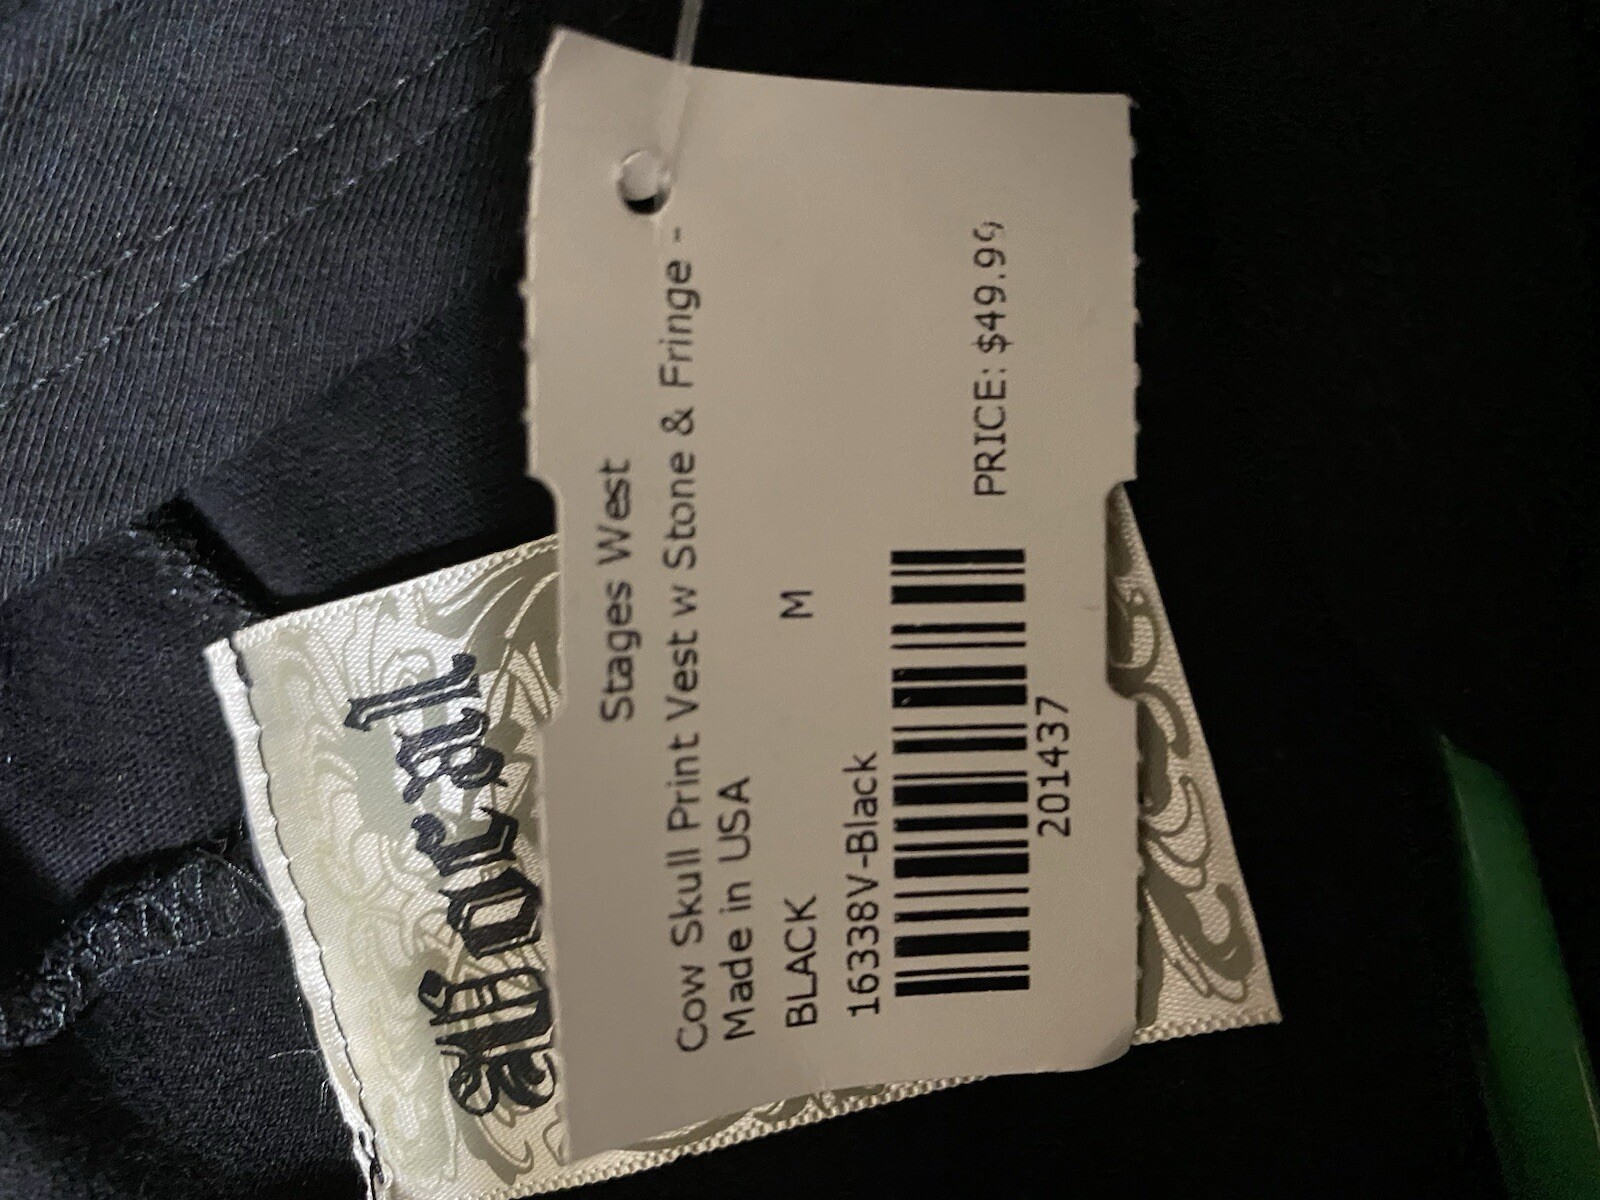 Stages West
Cow Skull Print Vest w Stone & Fringe -
Made in USA
BLACK M
16338V-Black
PRICE: $49.99
201437